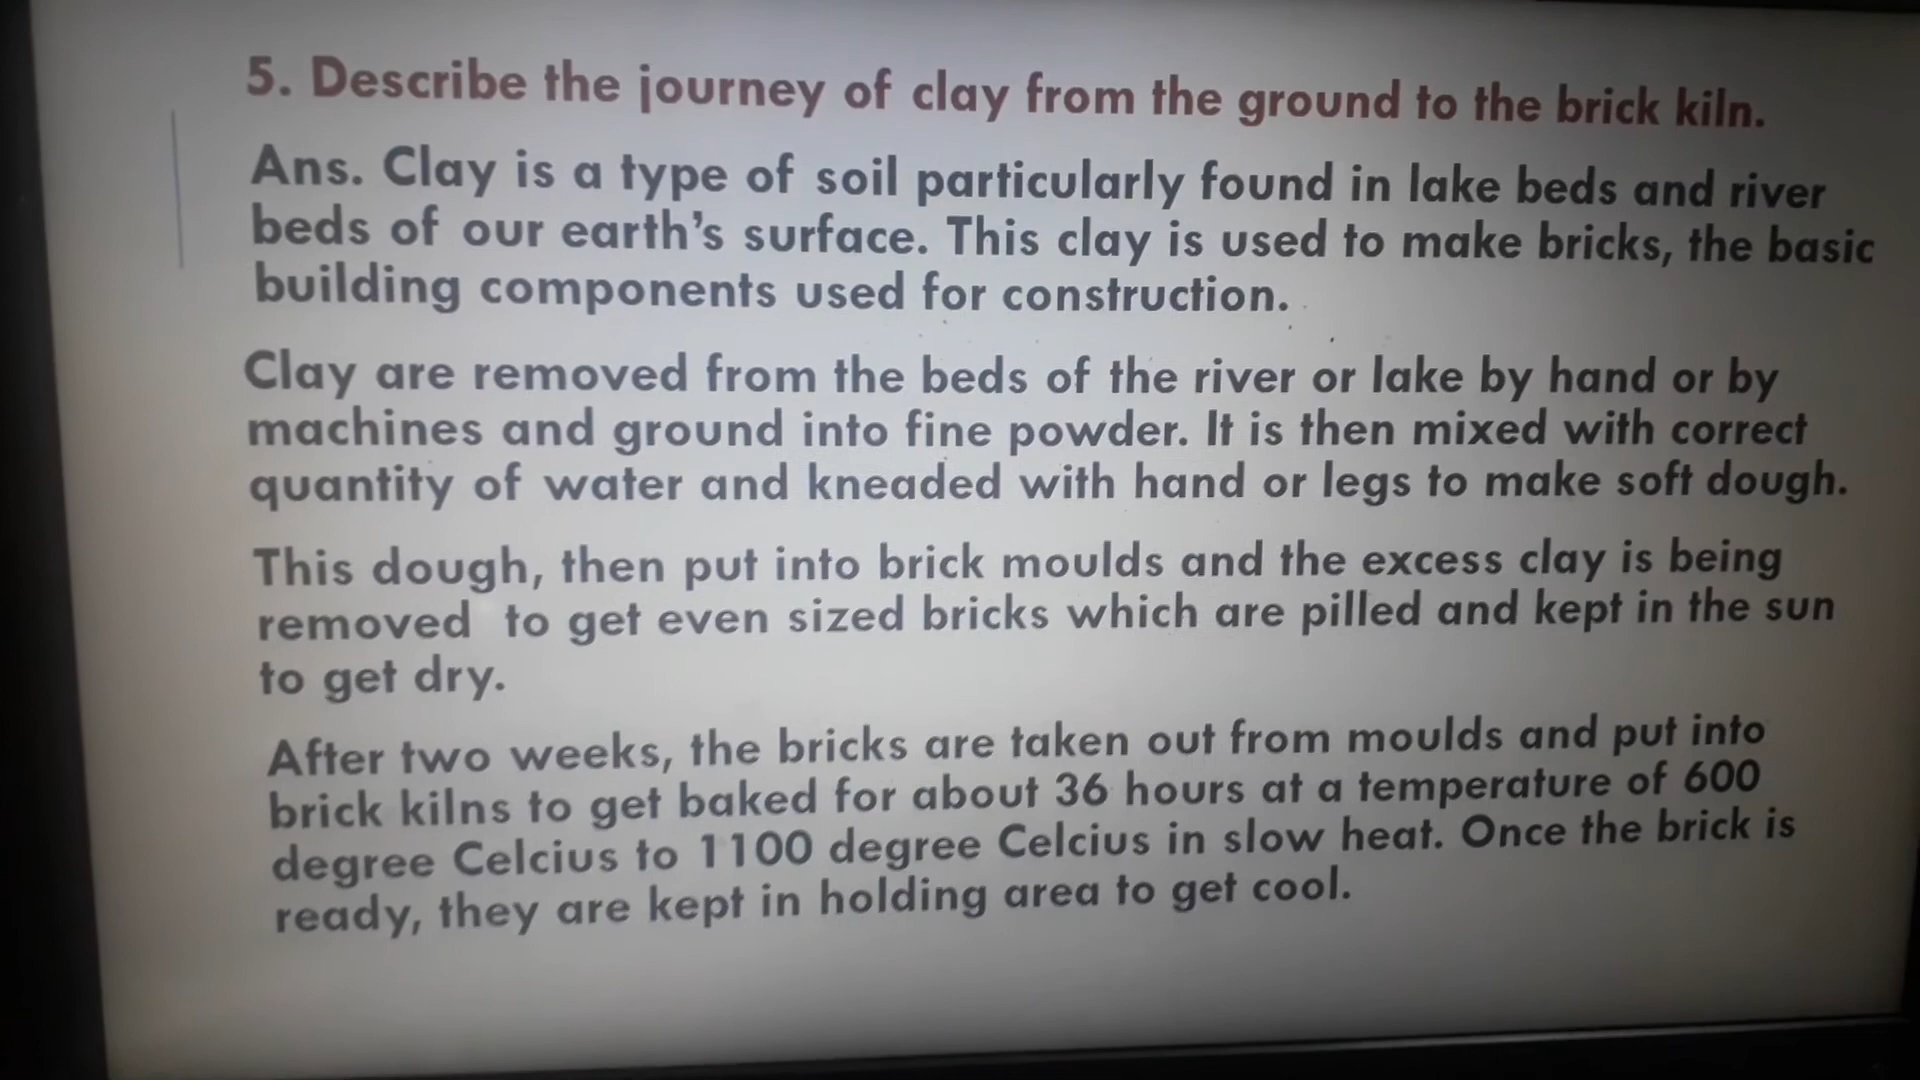 5. Describe the journey of clay from the ground to the brick kiln.
Ans. Clay is a type of soil particularly found in lake beds and river
beds of our earth's surface. This clay is used to make bricks, the basic
building components used for construction.
Clay are removed from the beds of the river or lake by hand or by
machines and ground into fine powder. It is then mixed with correct
quantity of water and kneaded with hand or legs to make soft dough.
This dough, then put into brick moulds and the excess clay is being
removed to get even sized bricks which are pilled and kept in the sun
to get dry.
After two weeks, the bricks are taken out from moulds and put into
brick kilns to get baked for about 36 hours at a temperature of 600
degree Celcius to 1100 degree Celcius in slow heat. Once the brick is
ready, they are kept in holding area to get cool.